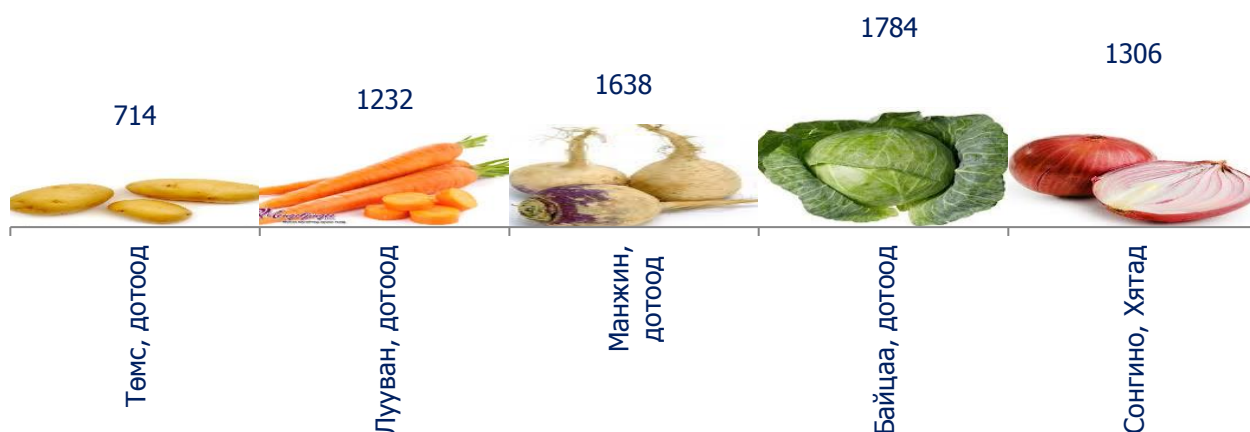 714
1232
1638
1784
1306
Төмс, дотоод
Лууван, дотоод
Манжин,
дотоод
Байцаа, дотоод
Сонгино, Хятад